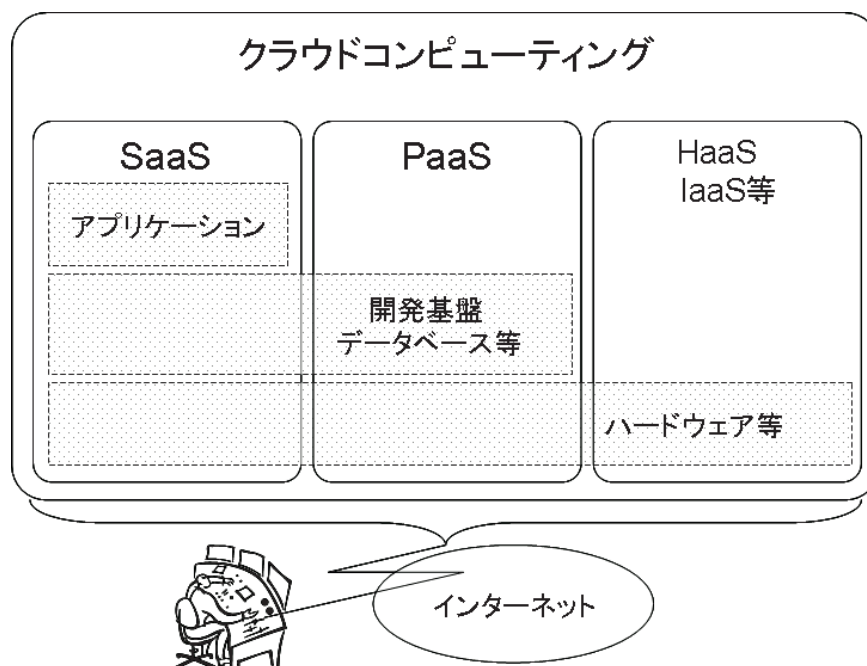 クラウドコンピューティング
SaaS
PaaS
HaaS
IaaS等
アプリケーション
開発基盤
データベース等
ハードウェア等
インターネット